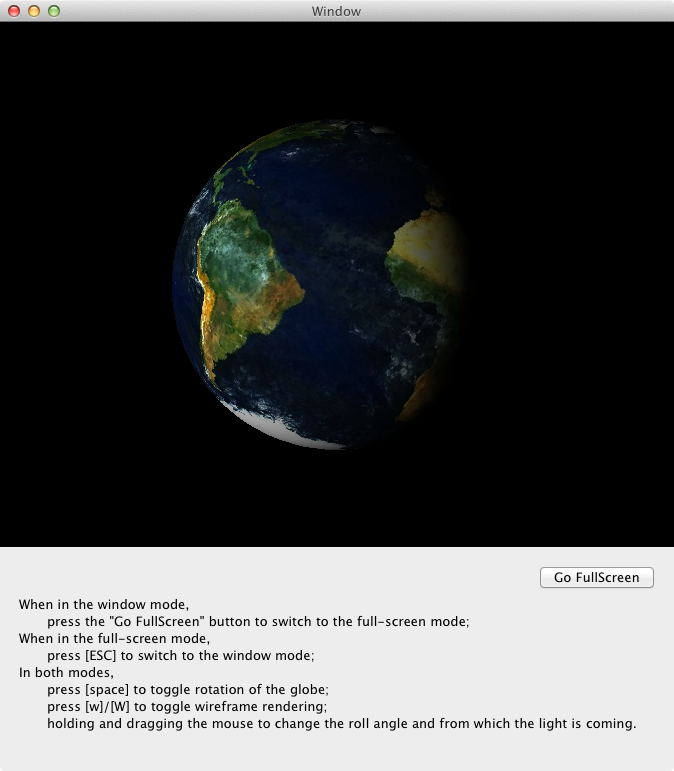 Window
Go FullScreen
When in the window mode,
press the "Go FullScreen" button to switch to the full-screen mode;
When in the full-screen mode,
press [ESC] to switch to the window mode;
In both modes,
press [space] to toggle rotation of the globe;
press [w]/[W] to toggle wireframe rendering;
holding and dragging the mouse to change the roll angle and from which the light is coming.